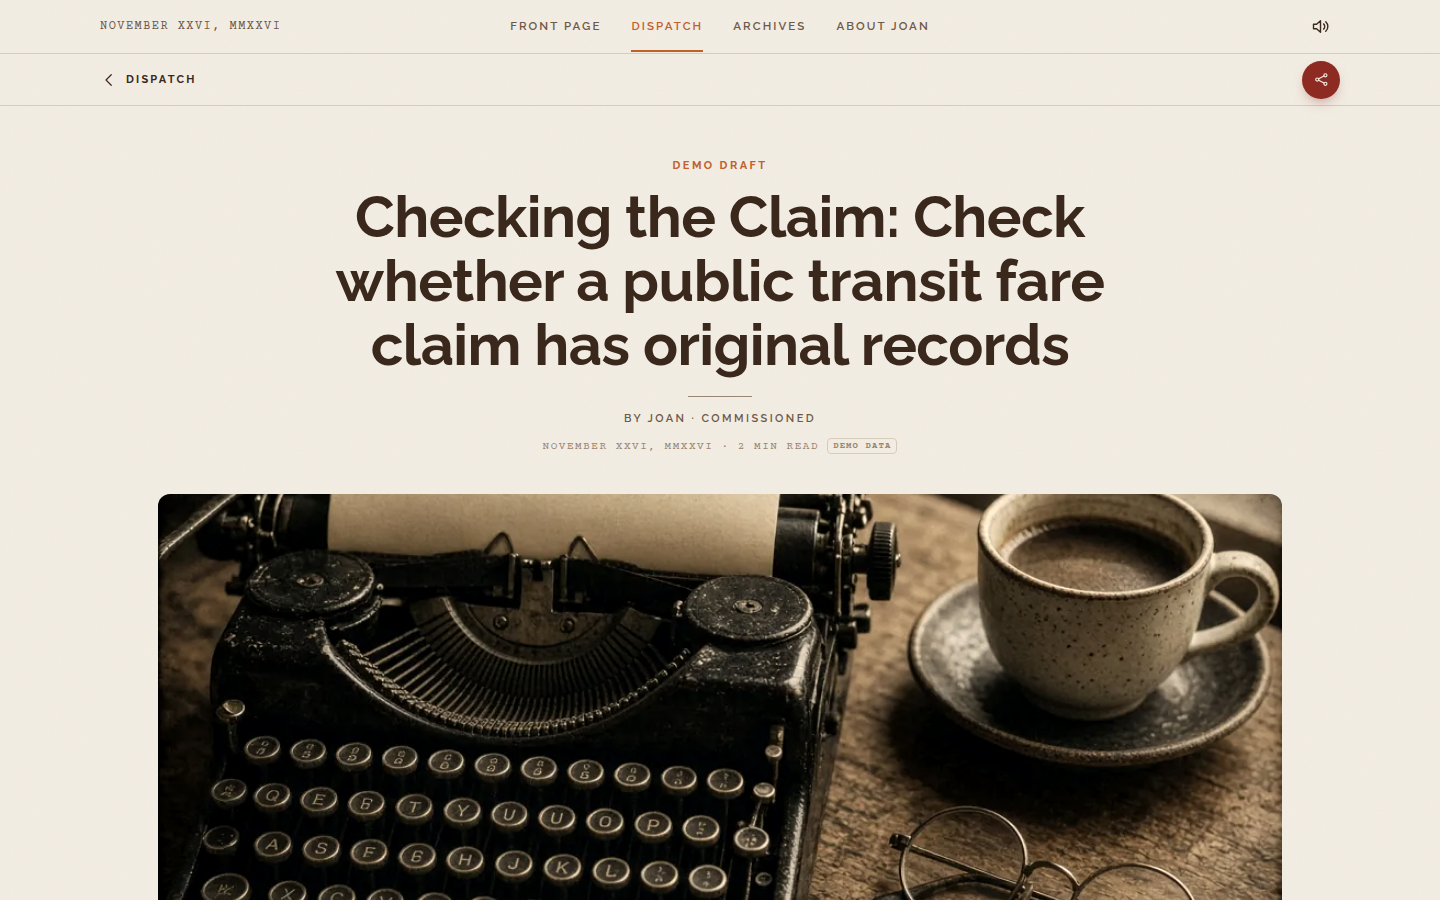 NOVEMBER XXVI, MMXXVI
FRONT PAGE
DISPATCH
ARCHIVES
ABOUT JOAN
DISPATCH
DEMO DRAFT
Checking the Claim: Check
whether a public transit fare
claim has original records
BY JOAN · COMMISSIONED
NOVEMBER XXVI, MMXXVI · 2 MIN READ DEMO DATA
Q E T Y U U O P
A S F H J K L
X C